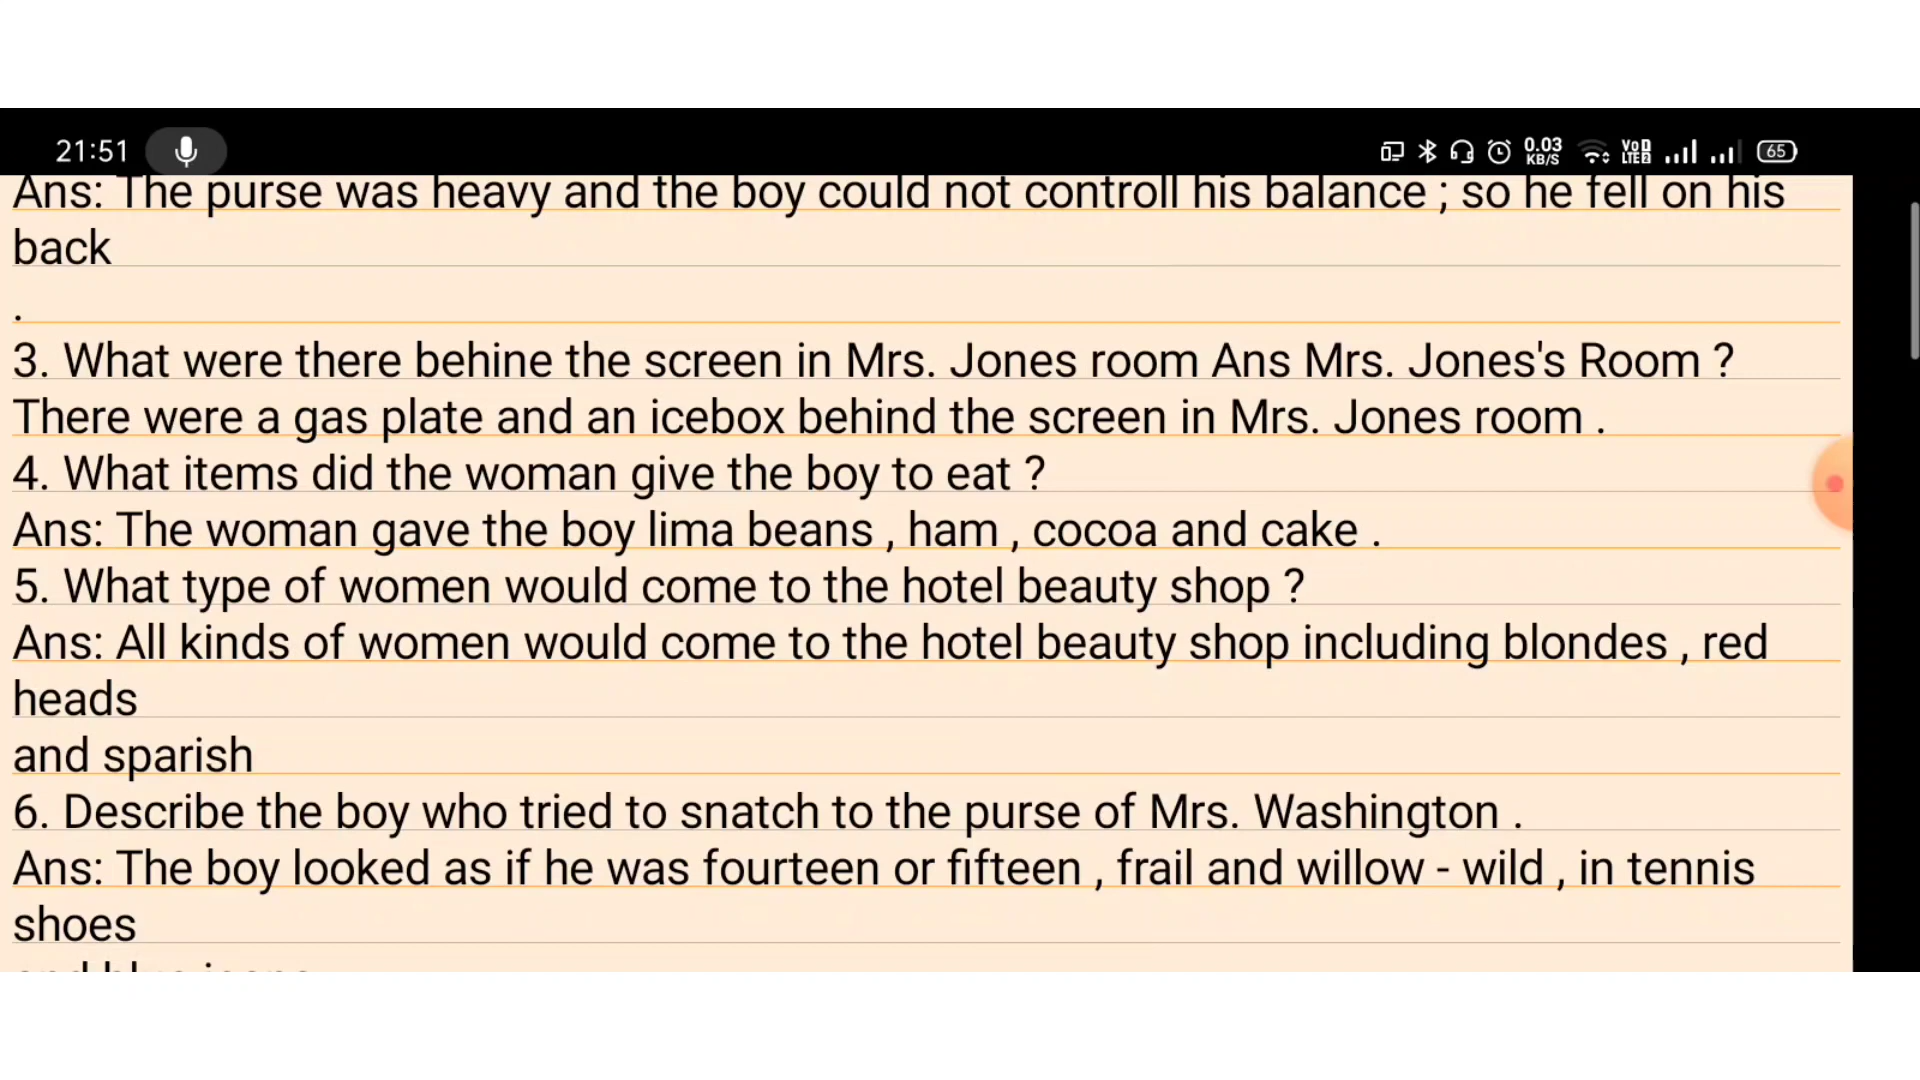 21:51
0.03
KB/S
VoD
LTE2
65
Ans: The purse was heavy and the boy could not controll his balance ; so he fell on his
back
.
3. What were there behine the screen in Mrs. Jones room Ans Mrs. Jones's Room ?
There were a gas plate and an icebox behind the screen in Mrs. Jones room .
4. What items did the woman give the boy to eat ?
Ans: The woman gave the boy lima beans , ham , cocoa and cake .
5. What type of women would come to the hotel beauty shop ?
Ans: All kinds of women would come to the hotel beauty shop including blondes , red
heads
and sparish
6. Describe the boy who tried to snatch to the purse of Mrs. Washington .
Ans: The boy looked as if he was fourteen or fifteen , frail and willow - wild , in tennis
shoes